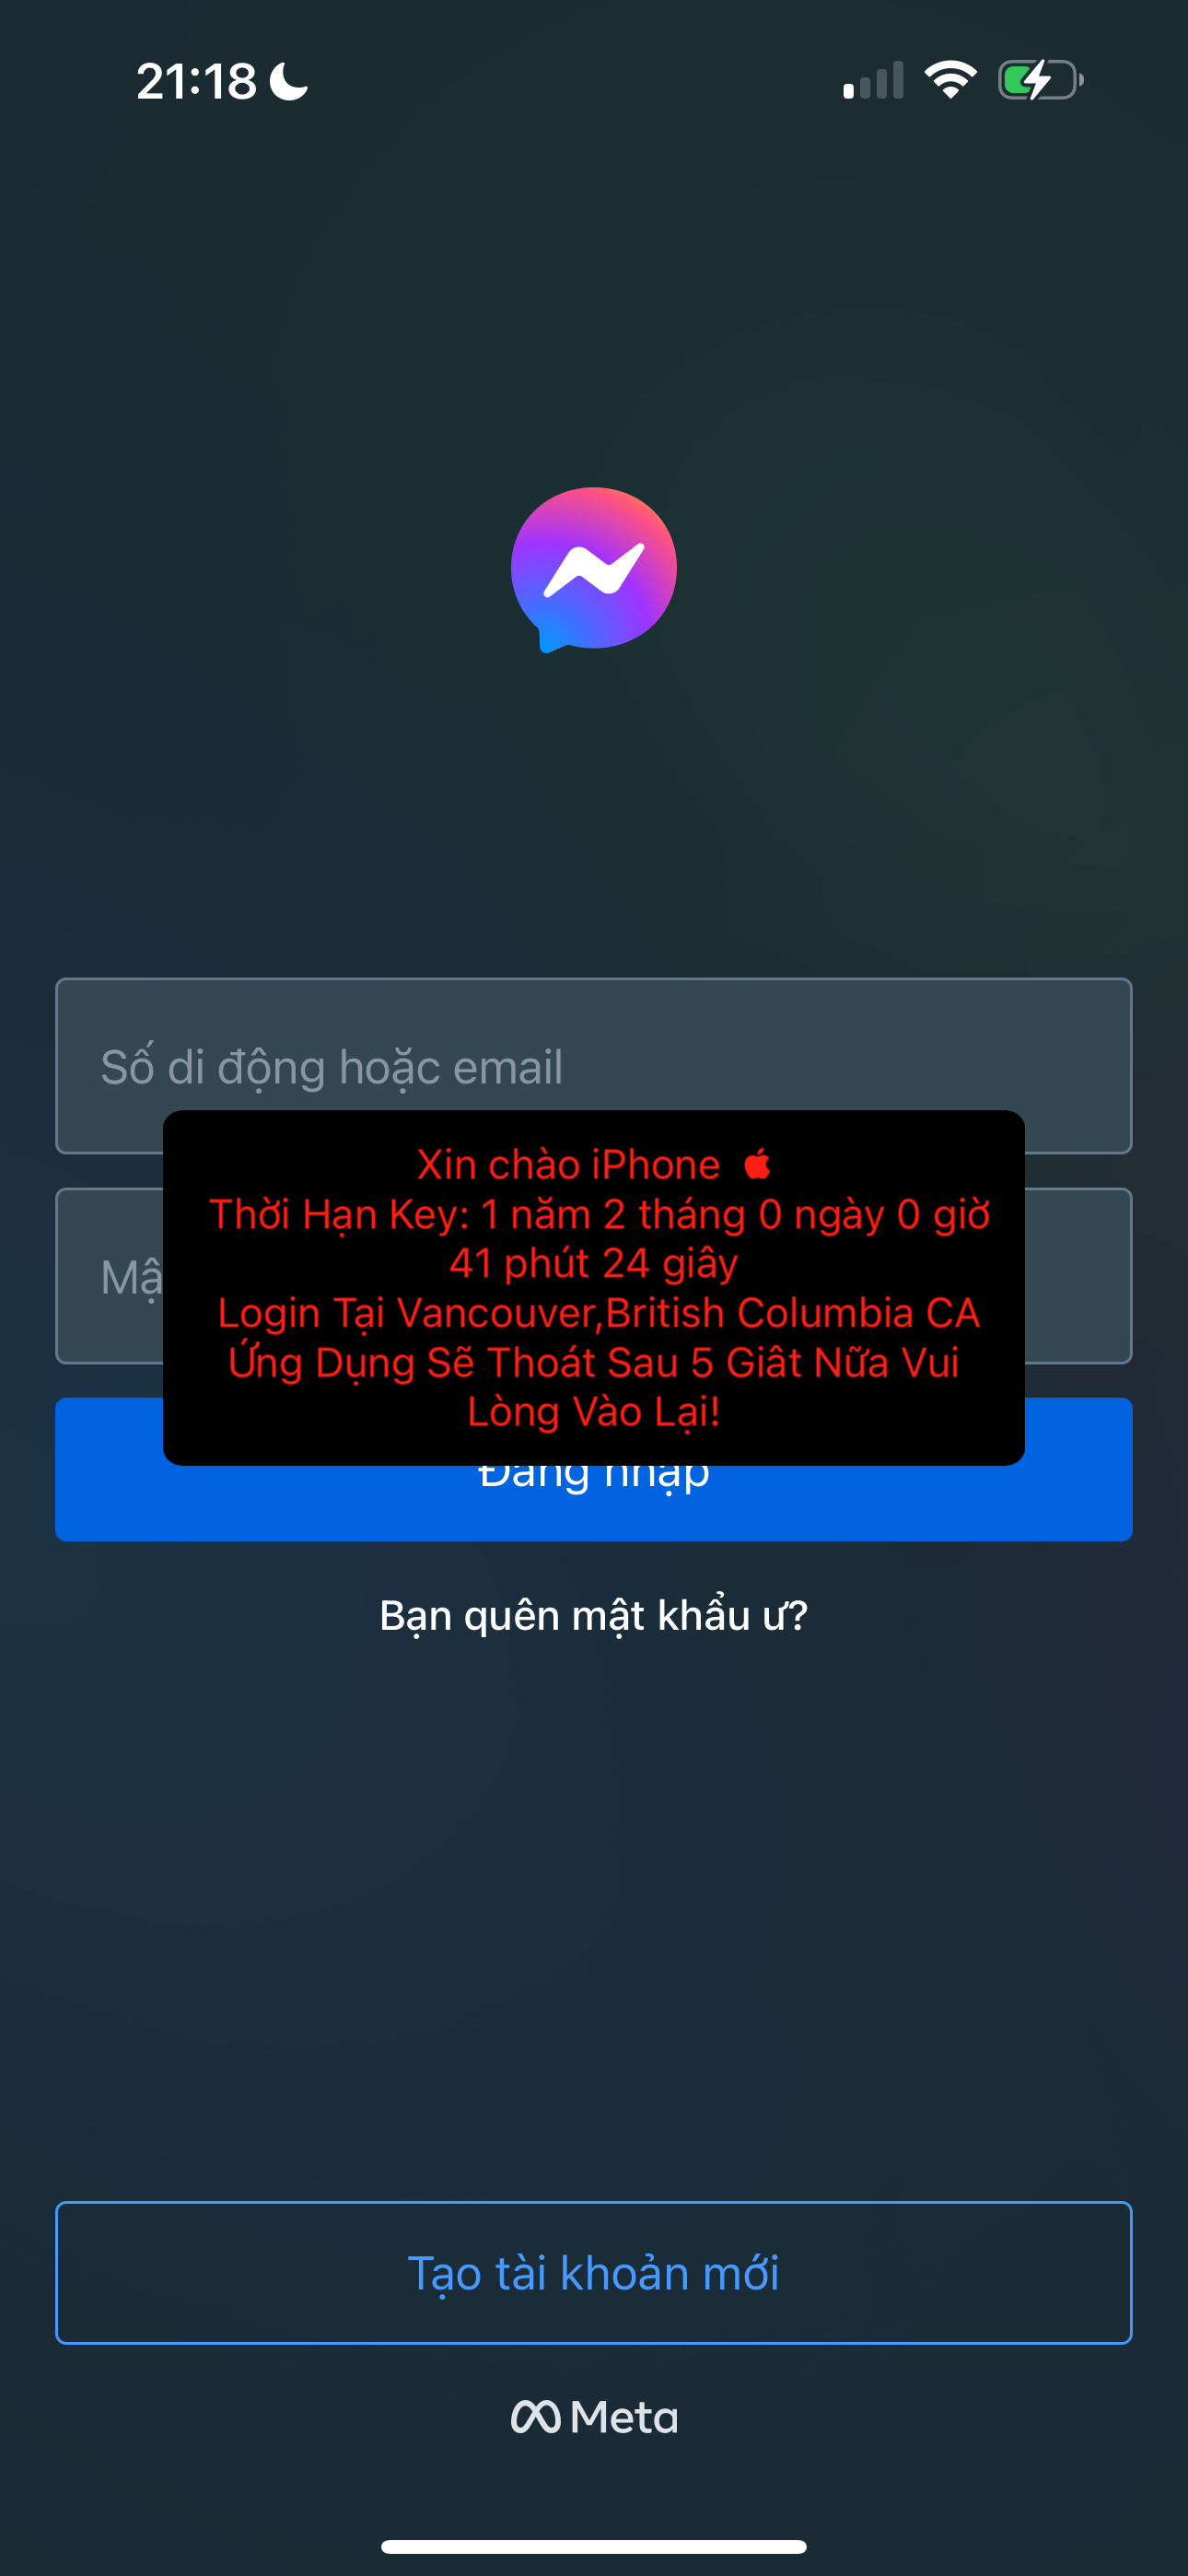 21:18
Số di động hoặc email
Xin chào iPhone 
Thời Hạn Key: 1 năm 2 tháng 0 ngày 0 giờ
41 phút 24 giây
Mậ
Login Tại Vancouver,British Columbia CA
Ứng Dụng Sẽ Thoát Sau 5 Giât Nữa Vui
Lòng Vào Lại!
Đăng nhập
Bạn quên mật khẩu ư?
Tạo tài khoản mới
Meta